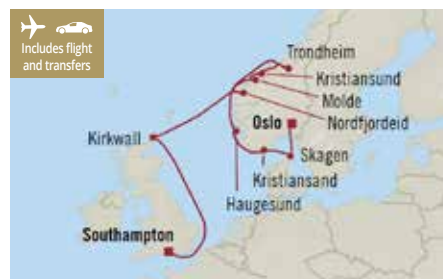 Includes flight
and transfers
Trondheim
Kristiansund
Molde
Nordfjordeid
Oslo
Kirkwall
Skagen
Kristiansand
Haugesund
Southampton